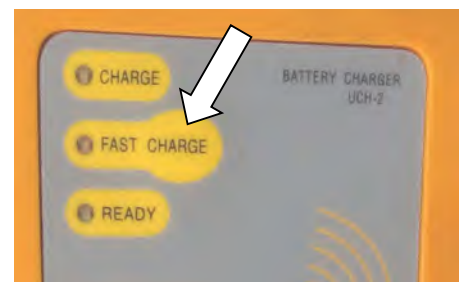 CHARGE
BATTERY CHARGER
UCH-2
FAST CHARGE
READY